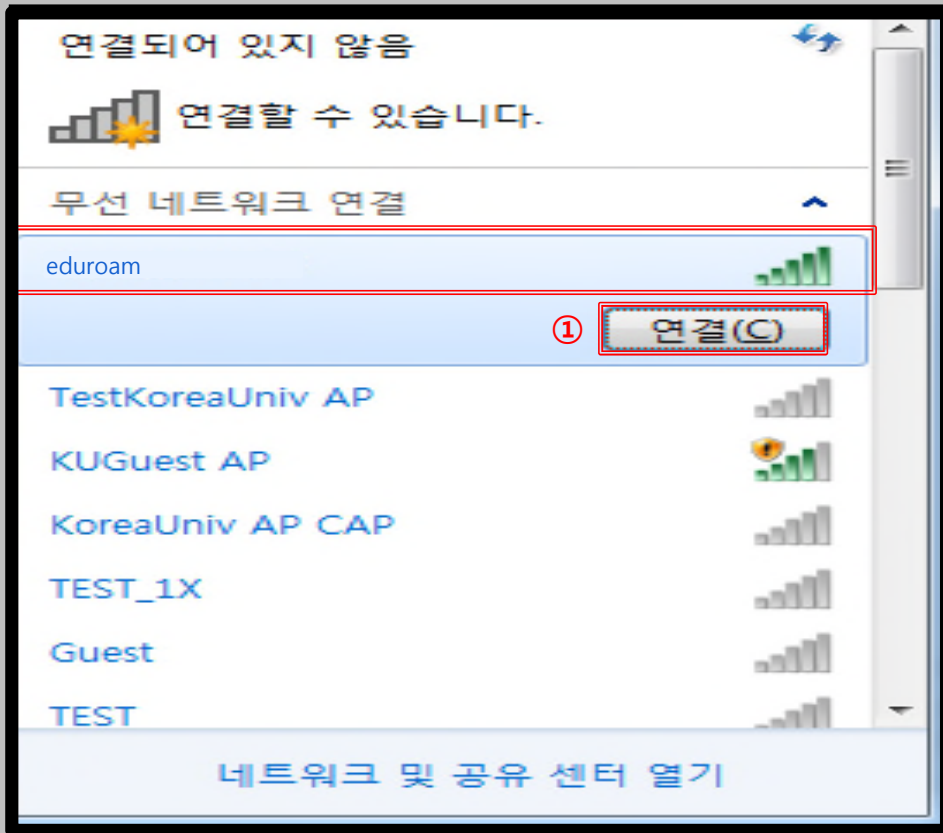 연결되어 있지 않음
연결할 수 있습니다.
무선 네트워크 연결
eduroam
① 연결(C)
TestKoreaUniv AP
KUGuest AP
KoreaUniv AP CAP
TEST_1X
Guest
TEST
네트워크 및 공유 센터 열기